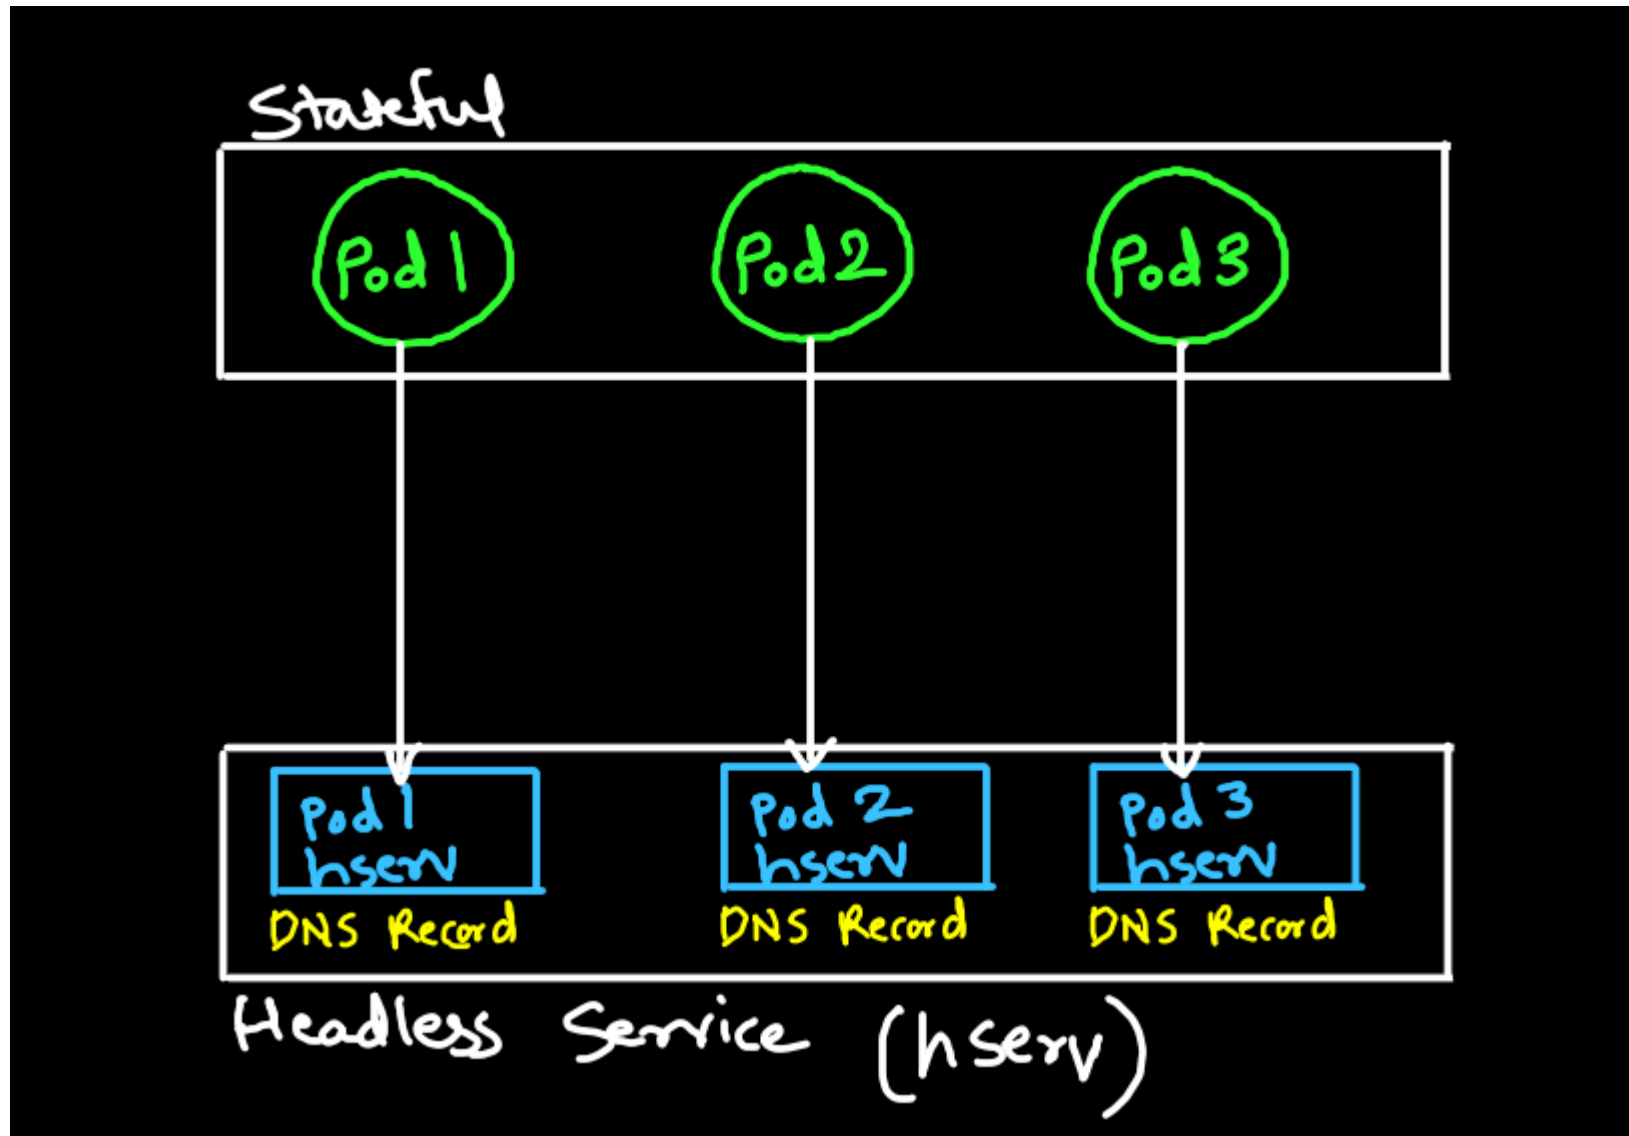 Stateful
Pod 1 Pod 2 Pod 3
Pod 1 Pod 2 Pod 3
hserv hserv hserv
DNS Record DNS Record DNS Record
Headless Service (hserv)